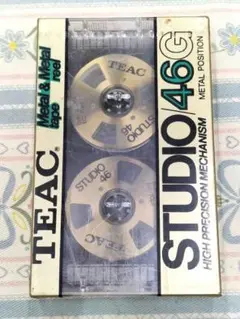 TEAC
Metal & Metal
tape reel
TEAC
STUDIO
46
STUDIO
46
TEAC
STUDIO/46G
METAL POSITION
HIGH PRECISION MECHANISM